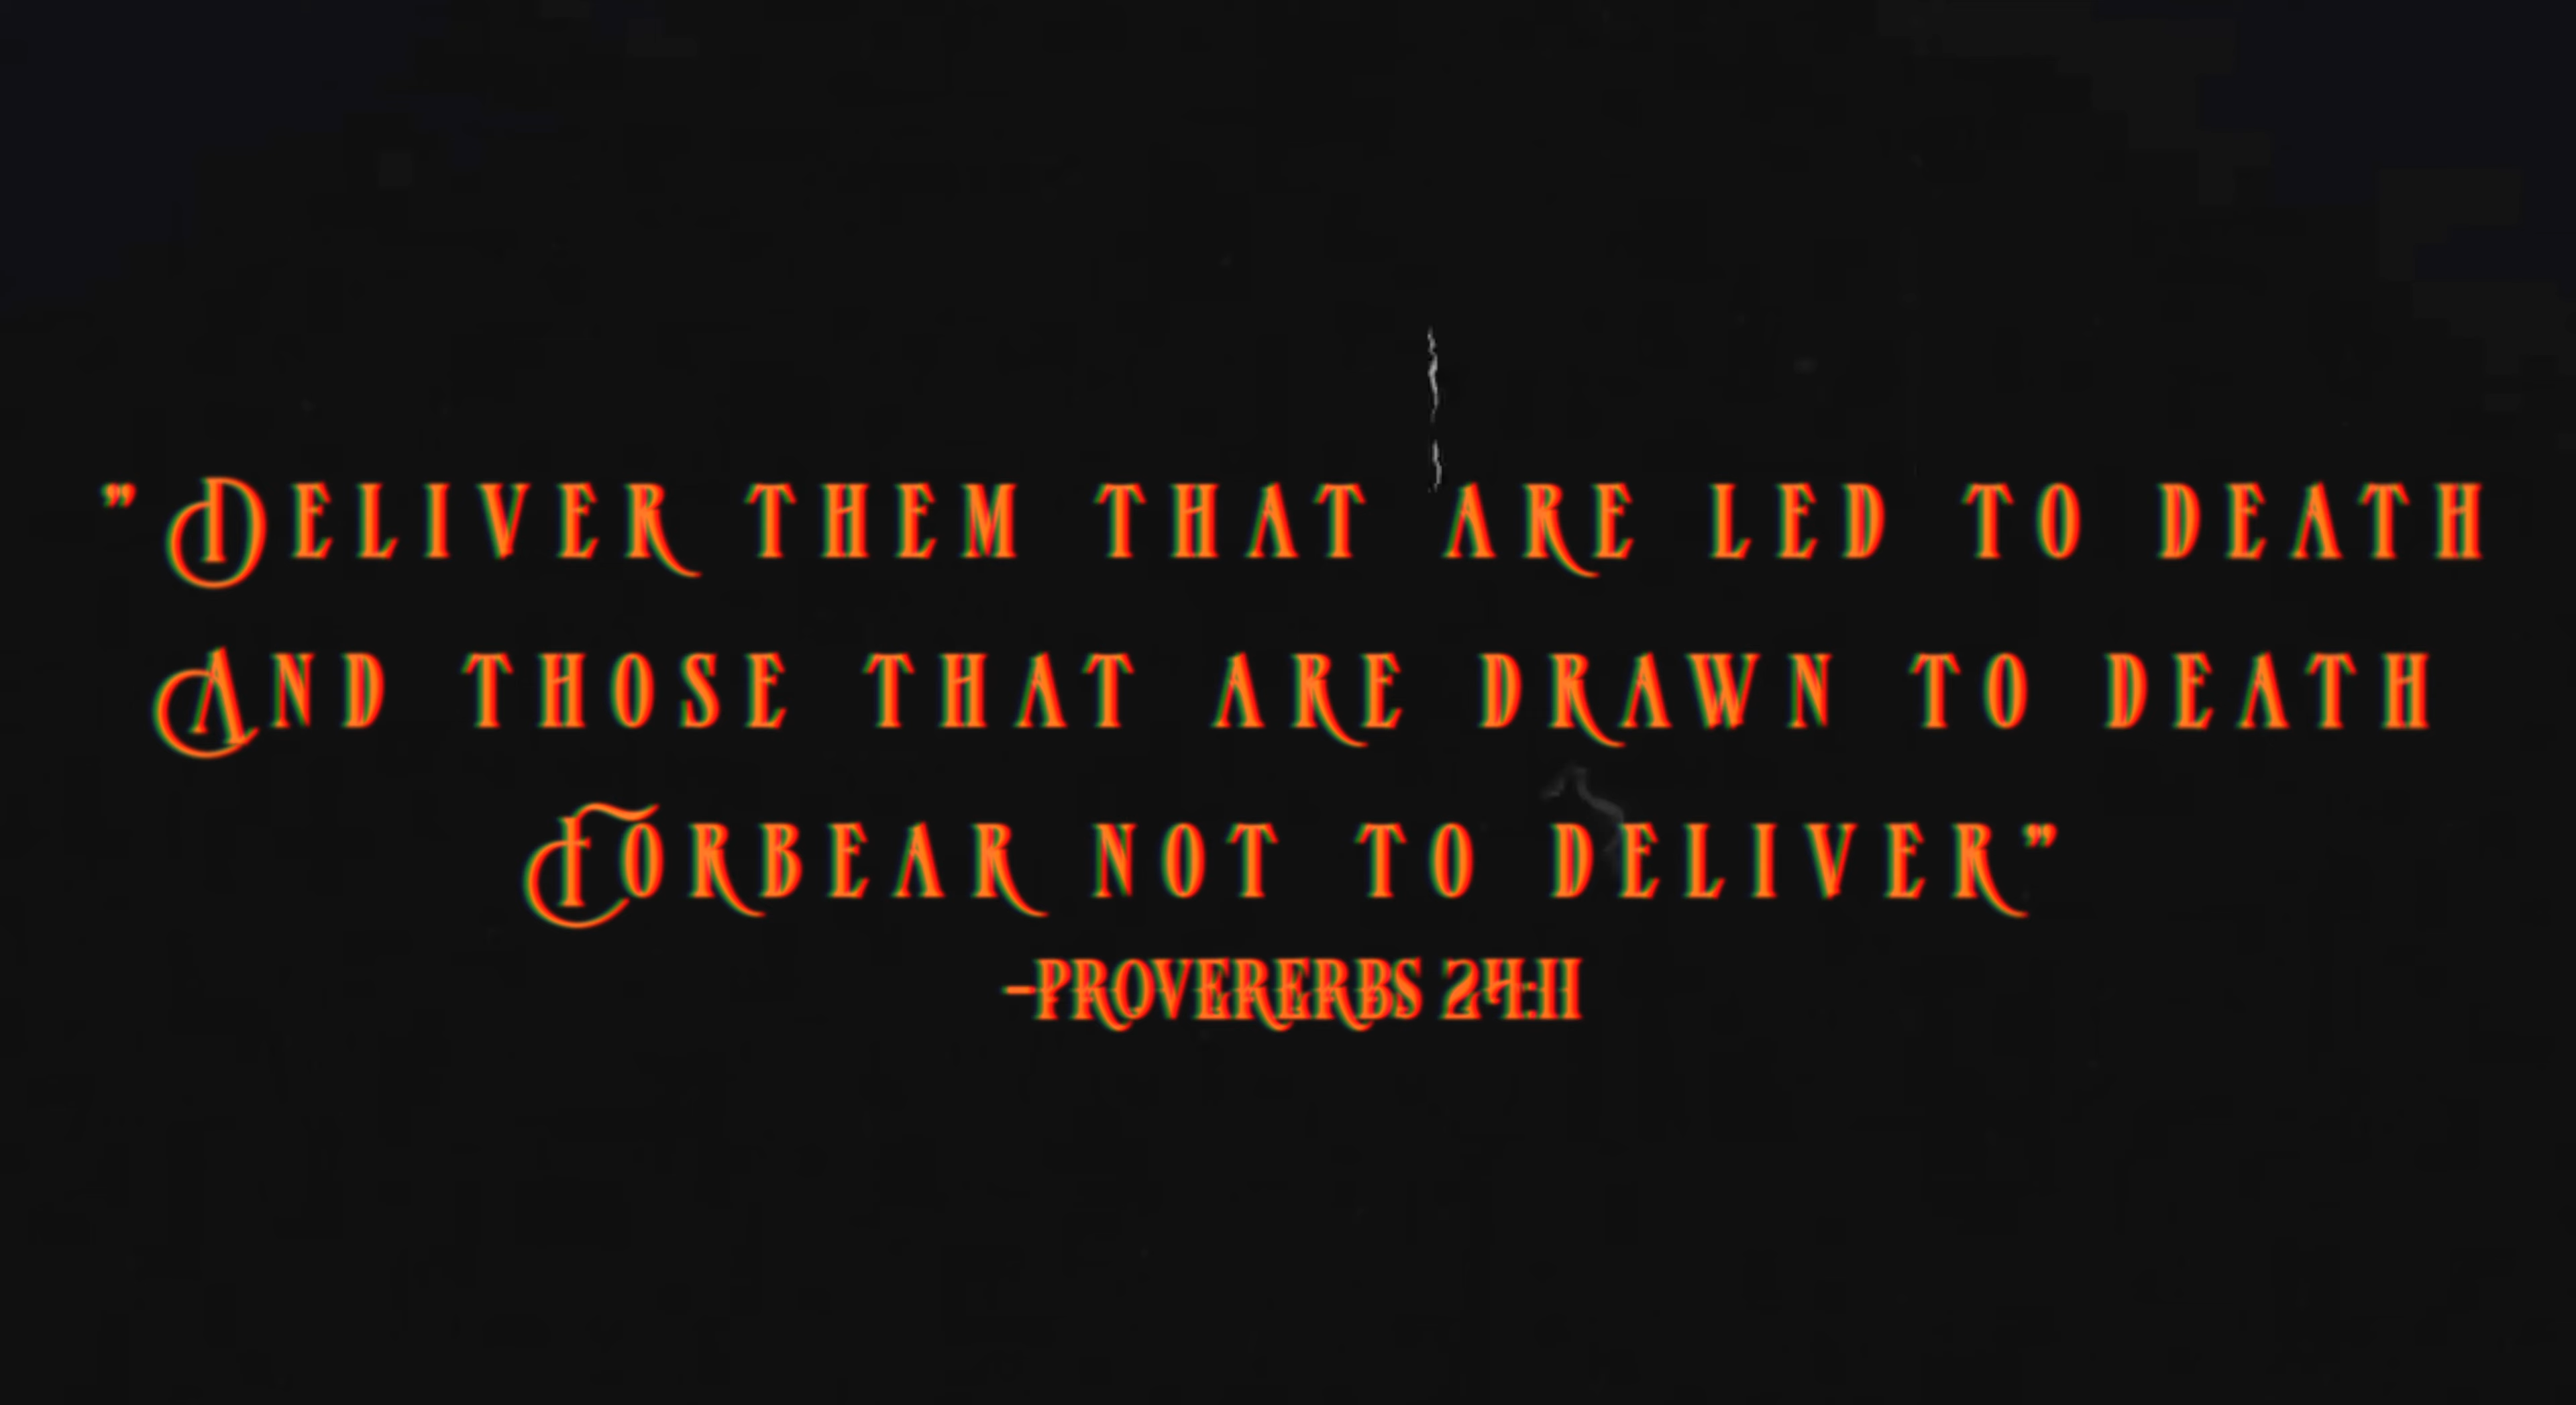 "Deliver them that are led to death
And those that are drawn to death
Forbear not to deliver"
-Provererbs 24:11